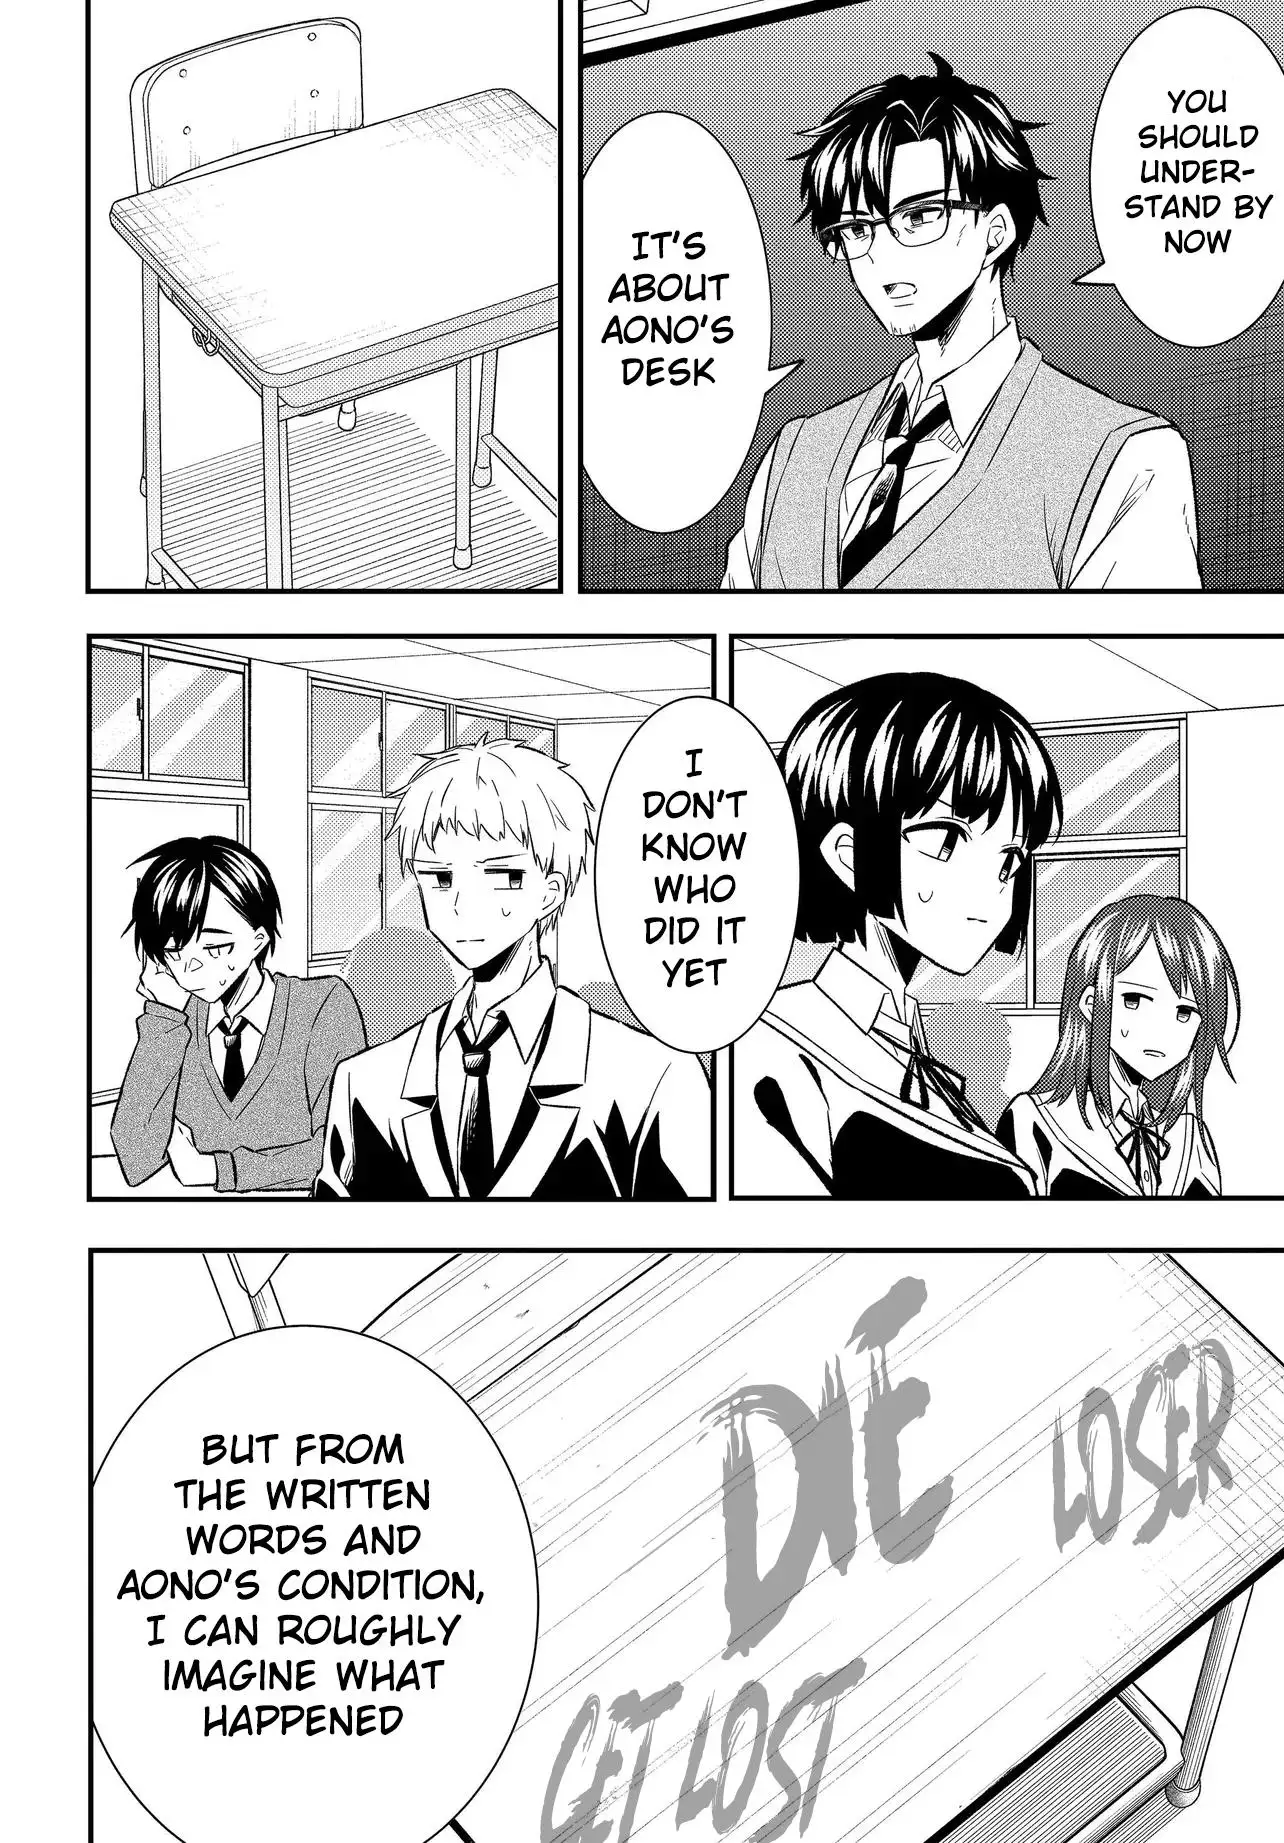 YOU
SHOULD
UNDER-
STAND BY
NOW
IT'S
ABOUT
AONO'S
DESK
I
DON'T
KNOW
WHO
DID IT
YET
DIE
LOSER
GET LOST
BUT FROM
THE WRITTEN
WORDS AND
AONO'S CONDITION,
I CAN ROUGHLY
IMAGINE WHAT
HAPPENED